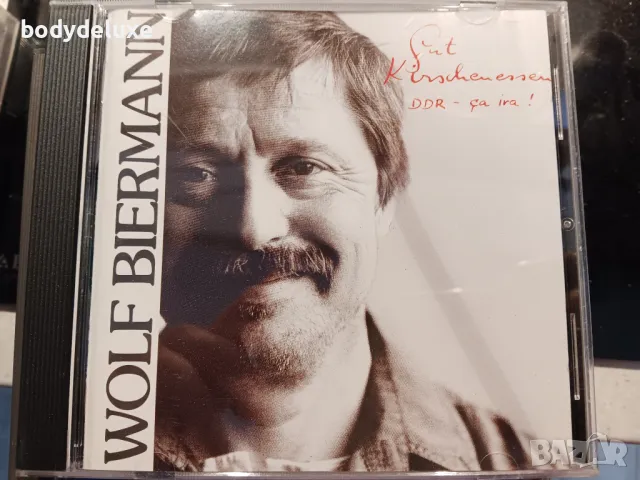 bodydeluxe
WOLF BIERMANN
Gut
Kirschenessen
DDR - ça ira!
BAZAR